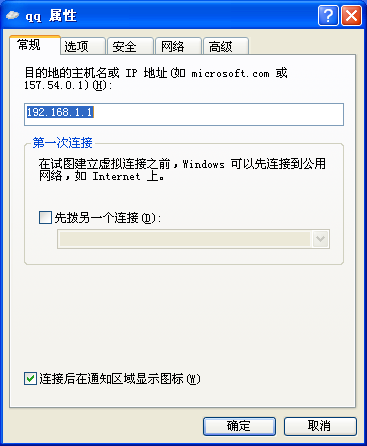 qq 属性
常规 选项 安全 网络 高级
目的地的主机名或 IP 地址(如 microsoft.com 或
157.54.0.1)(H):
192.168.1.1
第一次连接
在试图建立虚拟连接之前,Windows 可以先连接到公用
网络,如 Internet 上。
先拨另一个连接(D):
连接后在通知区域显示图标(W)
确定 取消